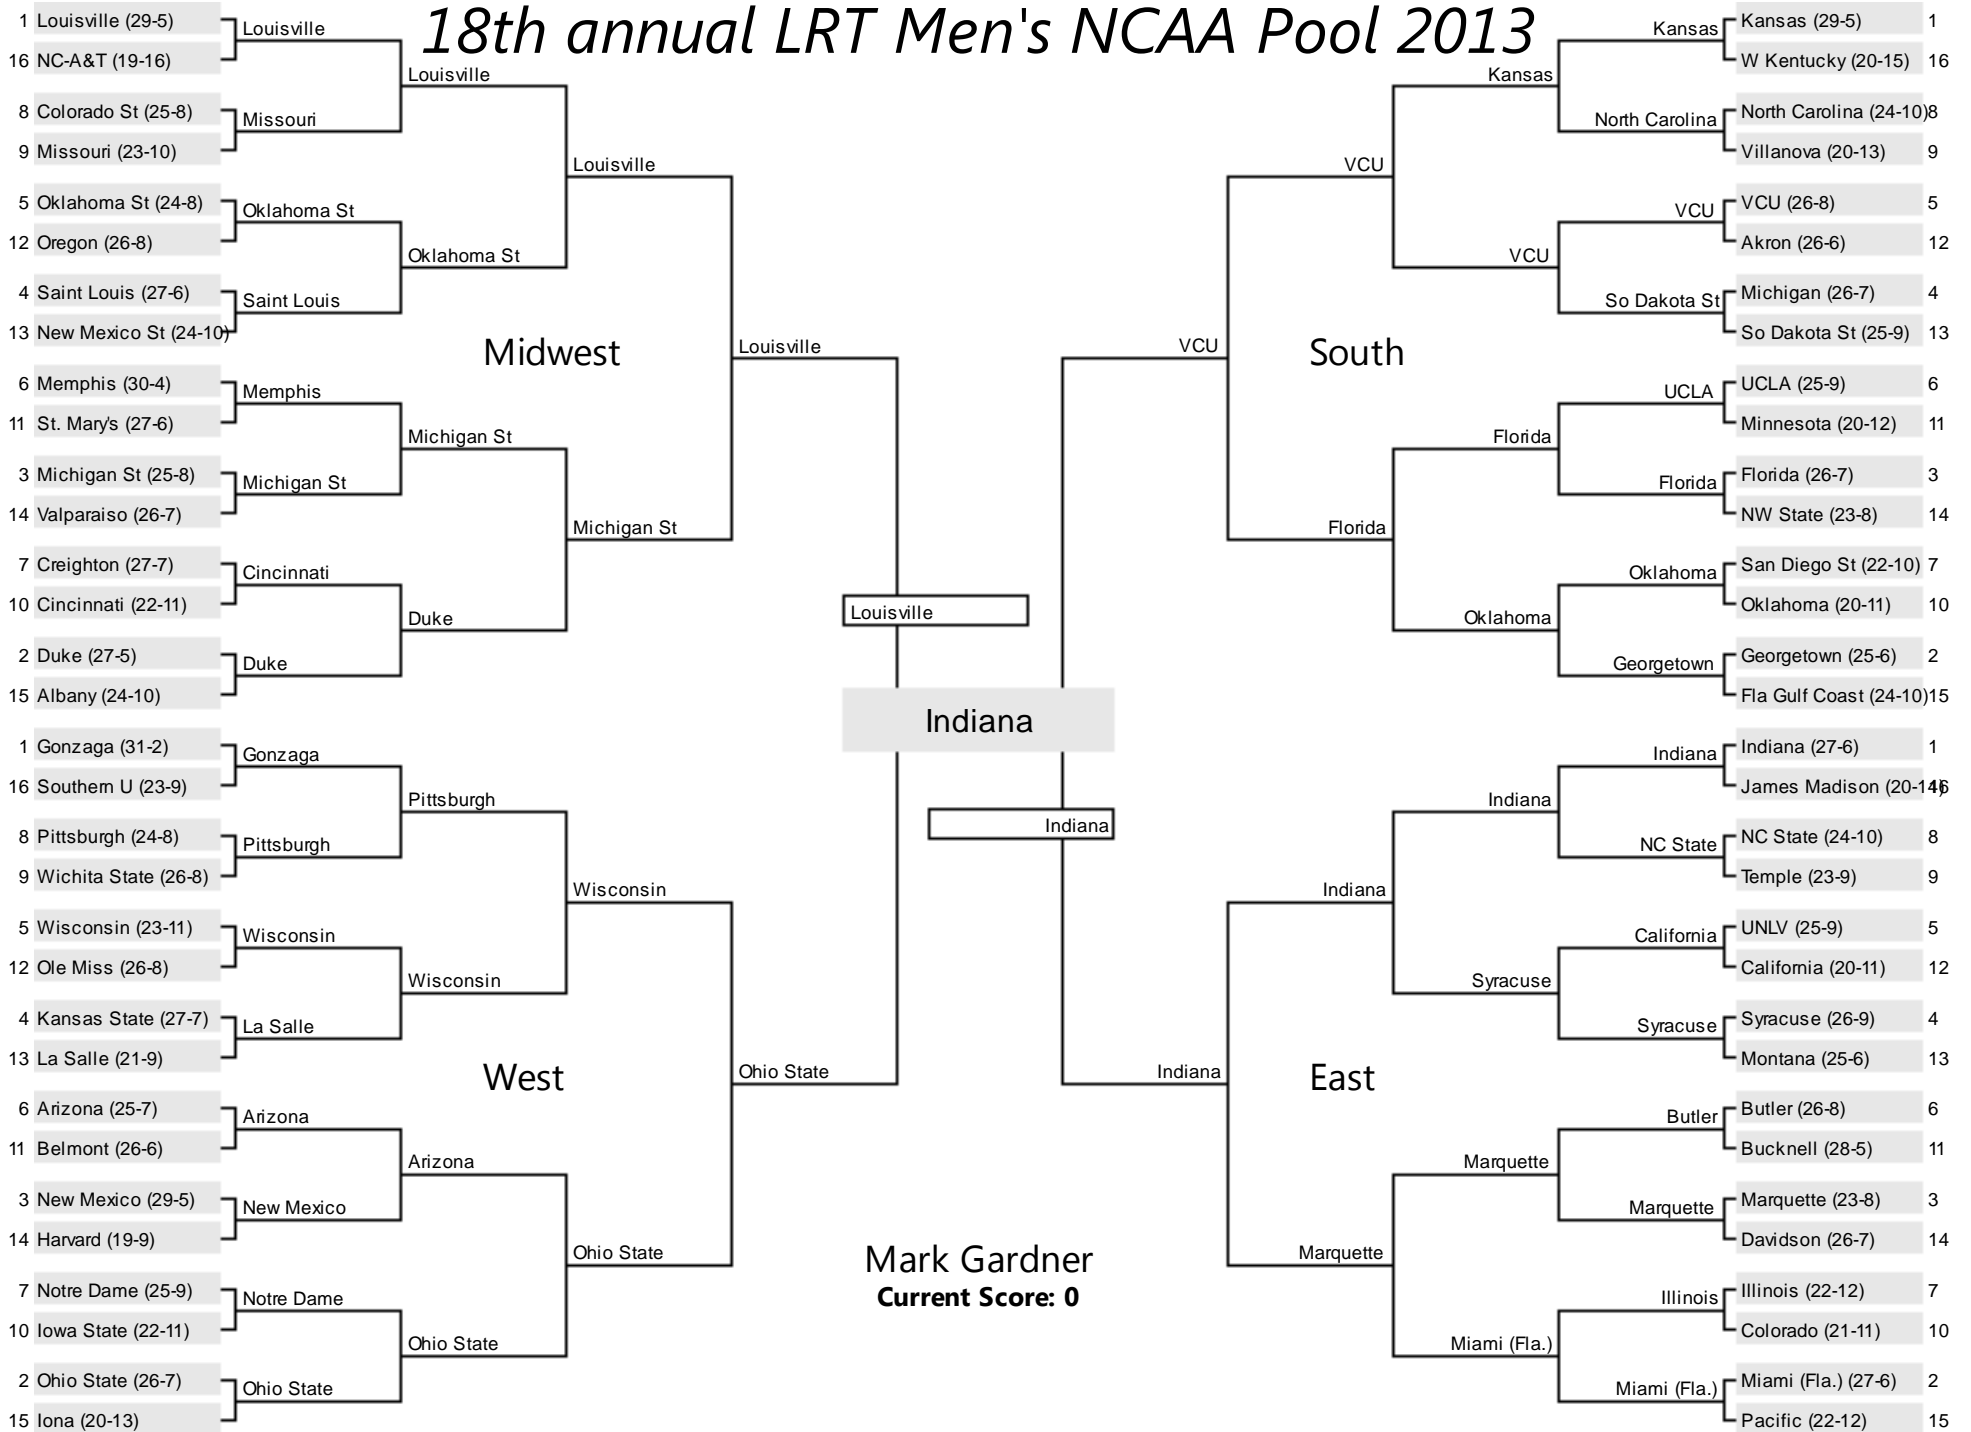 18th annual LRT Men's NCAA Pool 2013
1 Louisville (29-5)
16 NC-A&T (19-16)
8 Colorado St (25-8)
9 Missouri (23-10)
5 Oklahoma St (24-8)
12 Oregon (26-8)
4 Saint Louis (27-6)
13 New Mexico St (24-10)
6 Memphis (30-4)
11 St. Mary's (27-6)
3 Michigan St (25-8)
14 Valparaiso (26-7)
7 Creighton (27-7)
10 Cincinnati (22-11)
2 Duke (27-5)
15 Albany (24-10)
Louisville
Missouri
Oklahoma St
Saint Louis
Memphis
Michigan St
Cincinnati
Duke
Louisville
Oklahoma St
Michigan St
Duke
Louisville
Michigan St
Louisville
Midwest
1 Gonzaga (31-2)
16 Southern U (23-9)
8 Pittsburgh (24-8)
9 Wichita State (26-8)
5 Wisconsin (23-11)
12 Ole Miss (26-8)
4 Kansas State (27-7)
13 La Salle (21-9)
6 Arizona (25-7)
11 Belmont (26-6)
3 New Mexico (29-5)
14 Harvard (19-9)
7 Notre Dame (25-9)
10 Iowa State (22-11)
2 Ohio State (26-7)
15 Iona (20-13)
Gonzaga
Pittsburgh
Wisconsin
La Salle
Arizona
New Mexico
Notre Dame
Ohio State
Pittsburgh
Wisconsin
Arizona
Ohio State
Wisconsin
Ohio State
Ohio State
West
Louisville
Indiana
Indiana
Mark Gardner
Current Score: 0
Kansas (29-5) 1
W Kentucky (20-15) 16
North Carolina (24-10) 8
Villanova (20-13) 9
VCU (26-8) 5
Akron (26-6) 12
Michigan (26-7) 4
So Dakota St (25-9) 13
UCLA (25-9) 6
Minnesota (20-12) 11
Florida (26-7) 3
NW State (23-8) 14
San Diego St (22-10) 7
Oklahoma (20-11) 10
Georgetown (25-6) 2
Fla Gulf Coast (24-10) 15
Kansas
North Carolina
VCU
So Dakota St
UCLA
Florida
Oklahoma
Georgetown
Kansas
VCU
Florida
Oklahoma
VCU
Florida
VCU
South
Indiana (27-6) 1
James Madison (20-14) 16
NC State (24-10) 8
Temple (23-9) 9
UNLV (25-9) 5
California (20-11) 12
Syracuse (26-9) 4
Montana (25-6) 13
Butler (26-8) 6
Bucknell (28-5) 11
Marquette (23-8) 3
Davidson (26-7) 14
Illinois (22-12) 7
Colorado (21-11) 10
Miami (Fla.) (27-6) 2
Pacific (22-12) 15
Indiana
NC State
California
Syracuse
Butler
Marquette
Illinois
Miami (Fla.)
Indiana
Syracuse
Marquette
Miami (Fla.)
Indiana
Marquette
Indiana
East